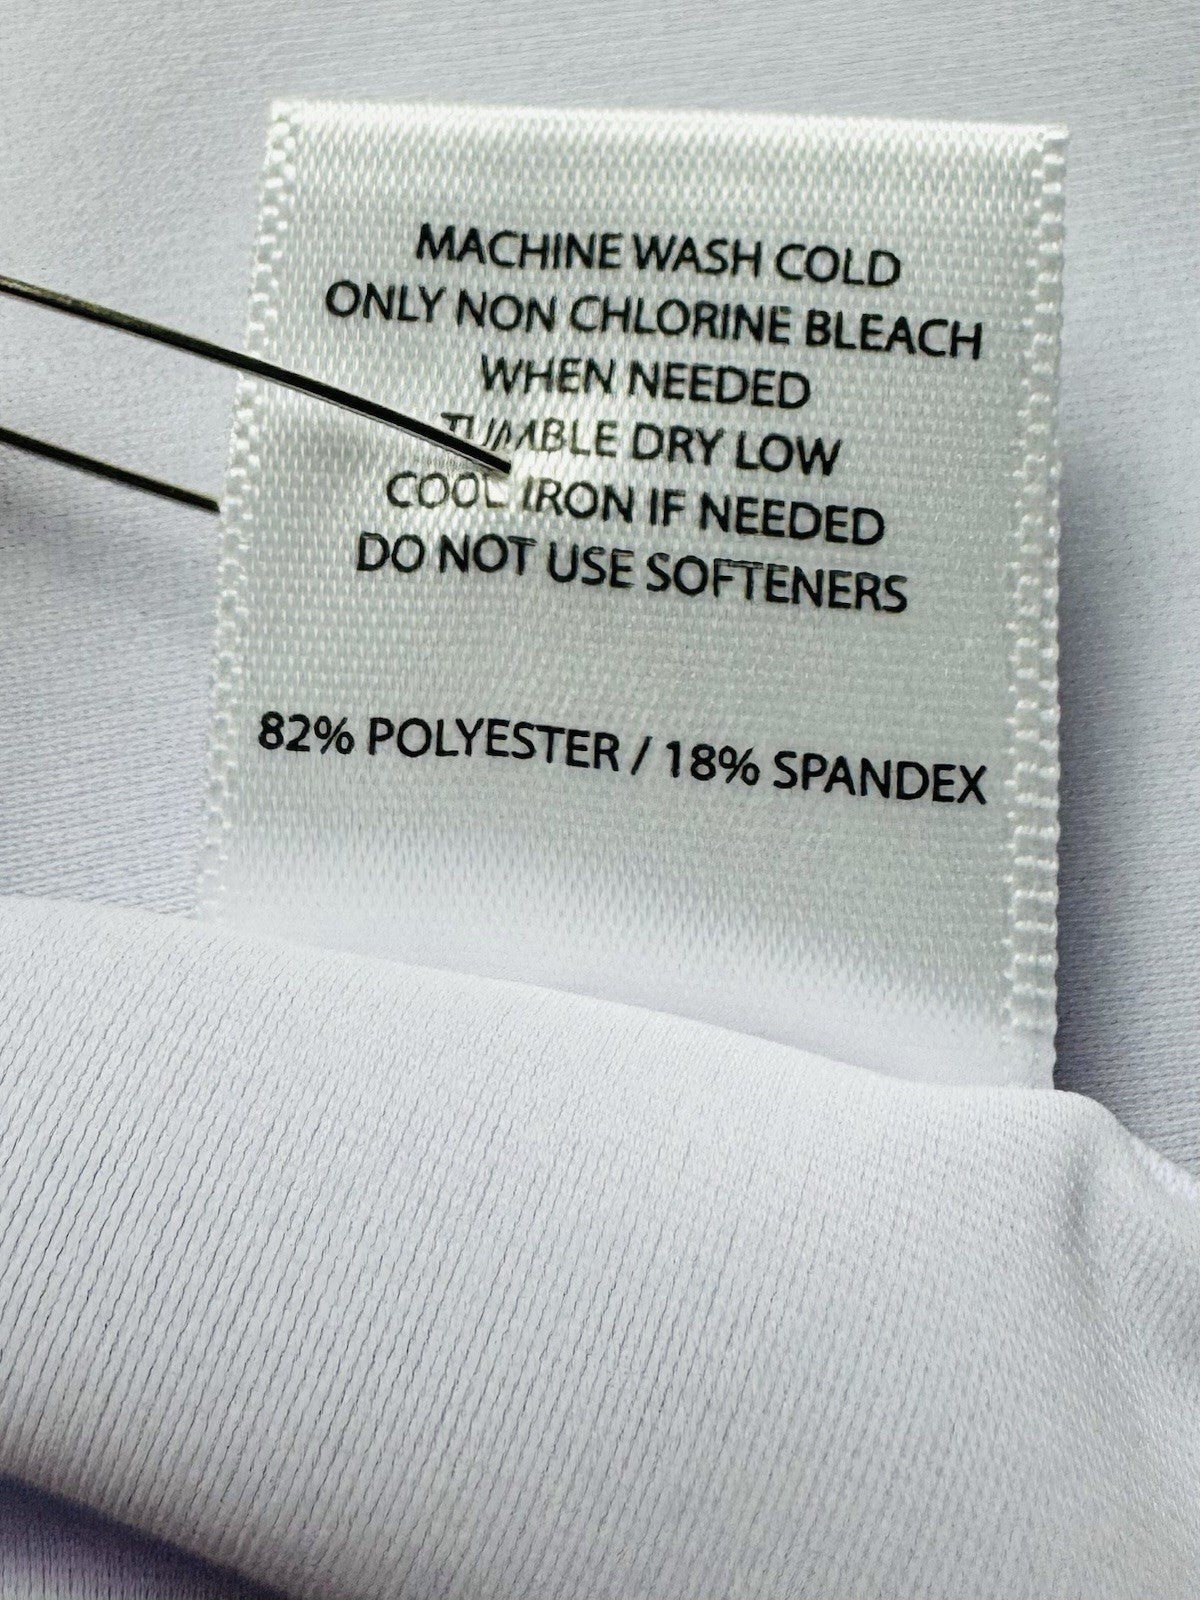 MACHINE WASH COLD
ONLY NON CHLORINE BLEACH
WHEN NEEDED
TUMBLE DRY LOW
COOL IRON IF NEEDED
DO NOT USE SOFTENERS
82% POLYESTER / 18% SPANDEX